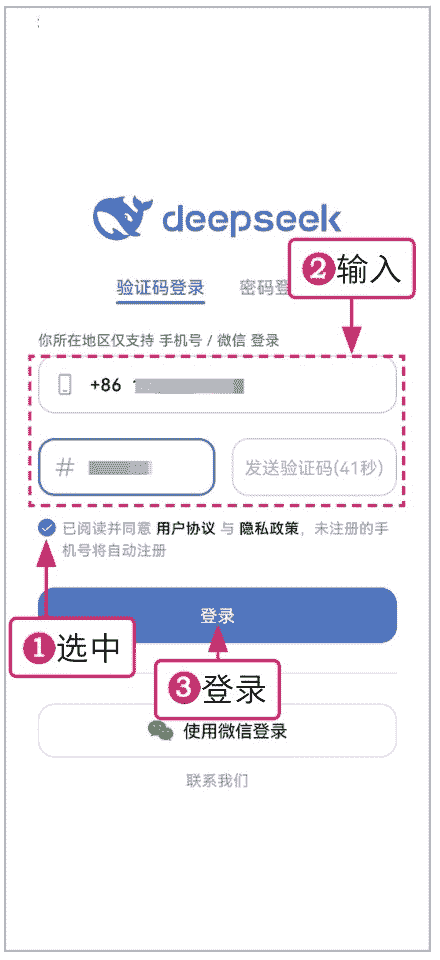 deepseek
验证码登录 密码登
❷输入
你所在地区仅支持 手机号 / 微信 登录
+86
# 发送验证码(41秒)
已阅读并同意 用户协议 与 隐私政策，未注册的手
机号将自动注册
登录
❶选中
❸登录
使用微信登录
联系我们